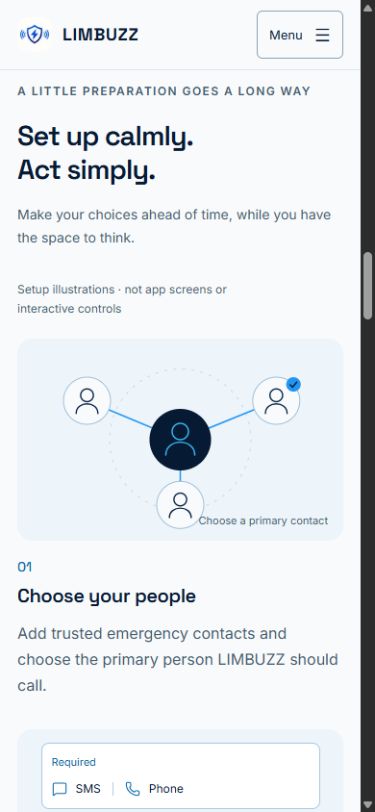 LIMBUZZ
Menu
A LITTLE PREPARATION GOES A LONG WAY
Set up calmly.
Act simply.
Make your choices ahead of time, while you have
the space to think.
Setup illustrations · not app screens or
interactive controls
Choose a primary contact
01
Choose your people
Add trusted emergency contacts and
choose the primary person LIMBUZZ should
call.
Required
SMS
Phone